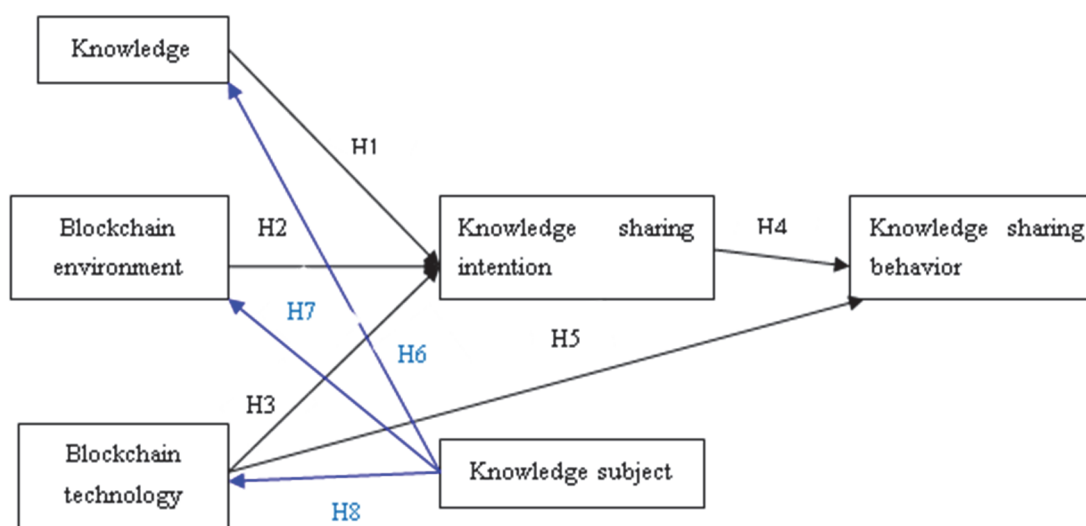 Knowledge
H1
Blockchain
environment
H2
Knowledge sharing
intention
H4
Knowledge sharing
behavior
H7
H6
H5
H3
Blockchain
technology
Knowledge subject
H8